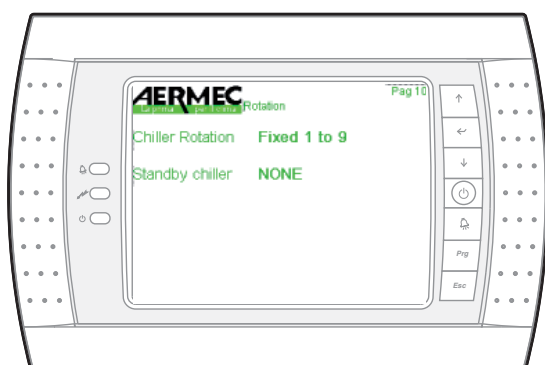 AERMEC
Rotation
Pag 10
Chiller Rotation Fixed 1 to 9
Standby chiller NONE
Prg
Esc